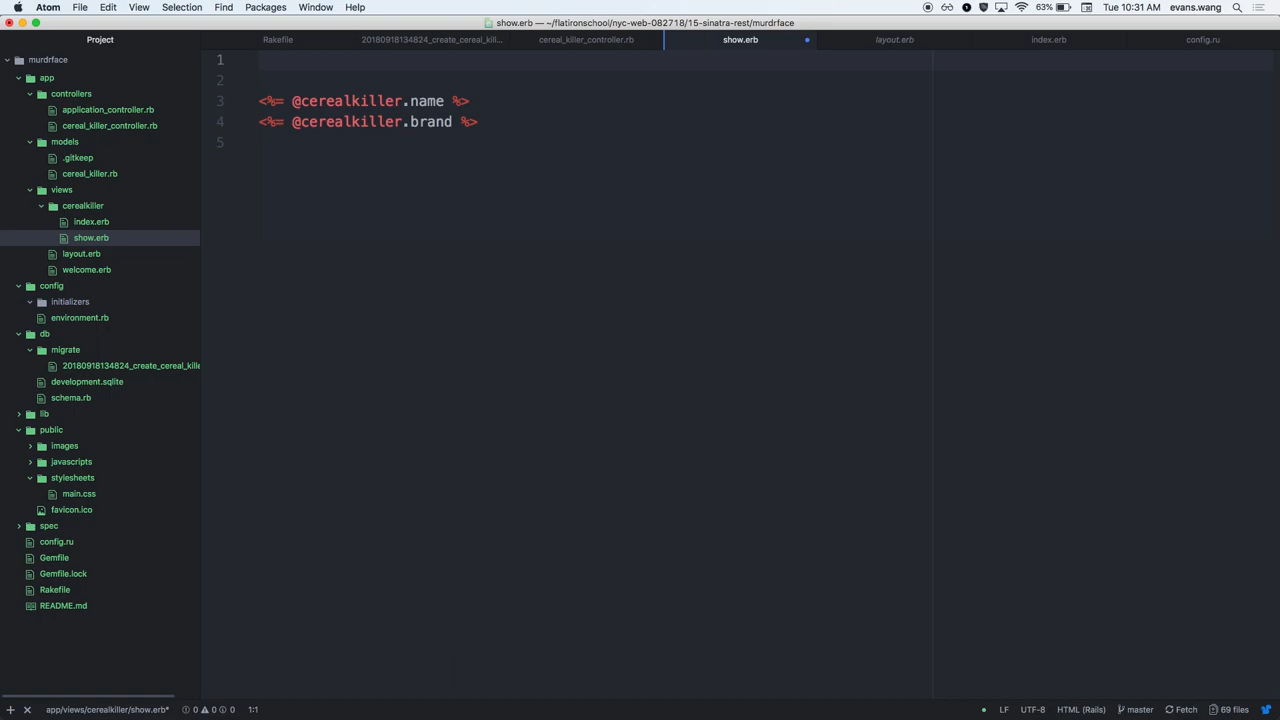 Atom File Edit View Selection Find Packages Window Help 63% Tue 10:31 AM evans.wang
show.erb — ~/flatironschool/nyc-web-082718/15-sinatra-rest/murdrface
Project Rakefile 20180918134824_create_cereal_kill... cereal_killer_controller.rb show.erb layout.erb index.erb config.ru
murdrface
app
controllers
application_controller.rb
cereal_killer_controller.rb
models
.gitkeep
cereal_killer.rb
views
cerealkiller
index.erb
show.erb
layout.erb
welcome.erb
config
initializers
environment.rb
db
migrate
20180918134824_create_cereal_kille
development.sqlite
schema.rb
lib
public
images
javascripts
stylesheets
main.css
favicon.ico
spec
config.ru
Gemfile
Gemfile.lock
Rakefile
README.md
1
2
3 <%= @cerealkiller.name %>
4 <%= @cerealkiller.brand %>
5
app/views/cerealkiller/show.erb* 0 0 0 1:1 LF UTF-8 HTML (Rails) master Fetch 69 files